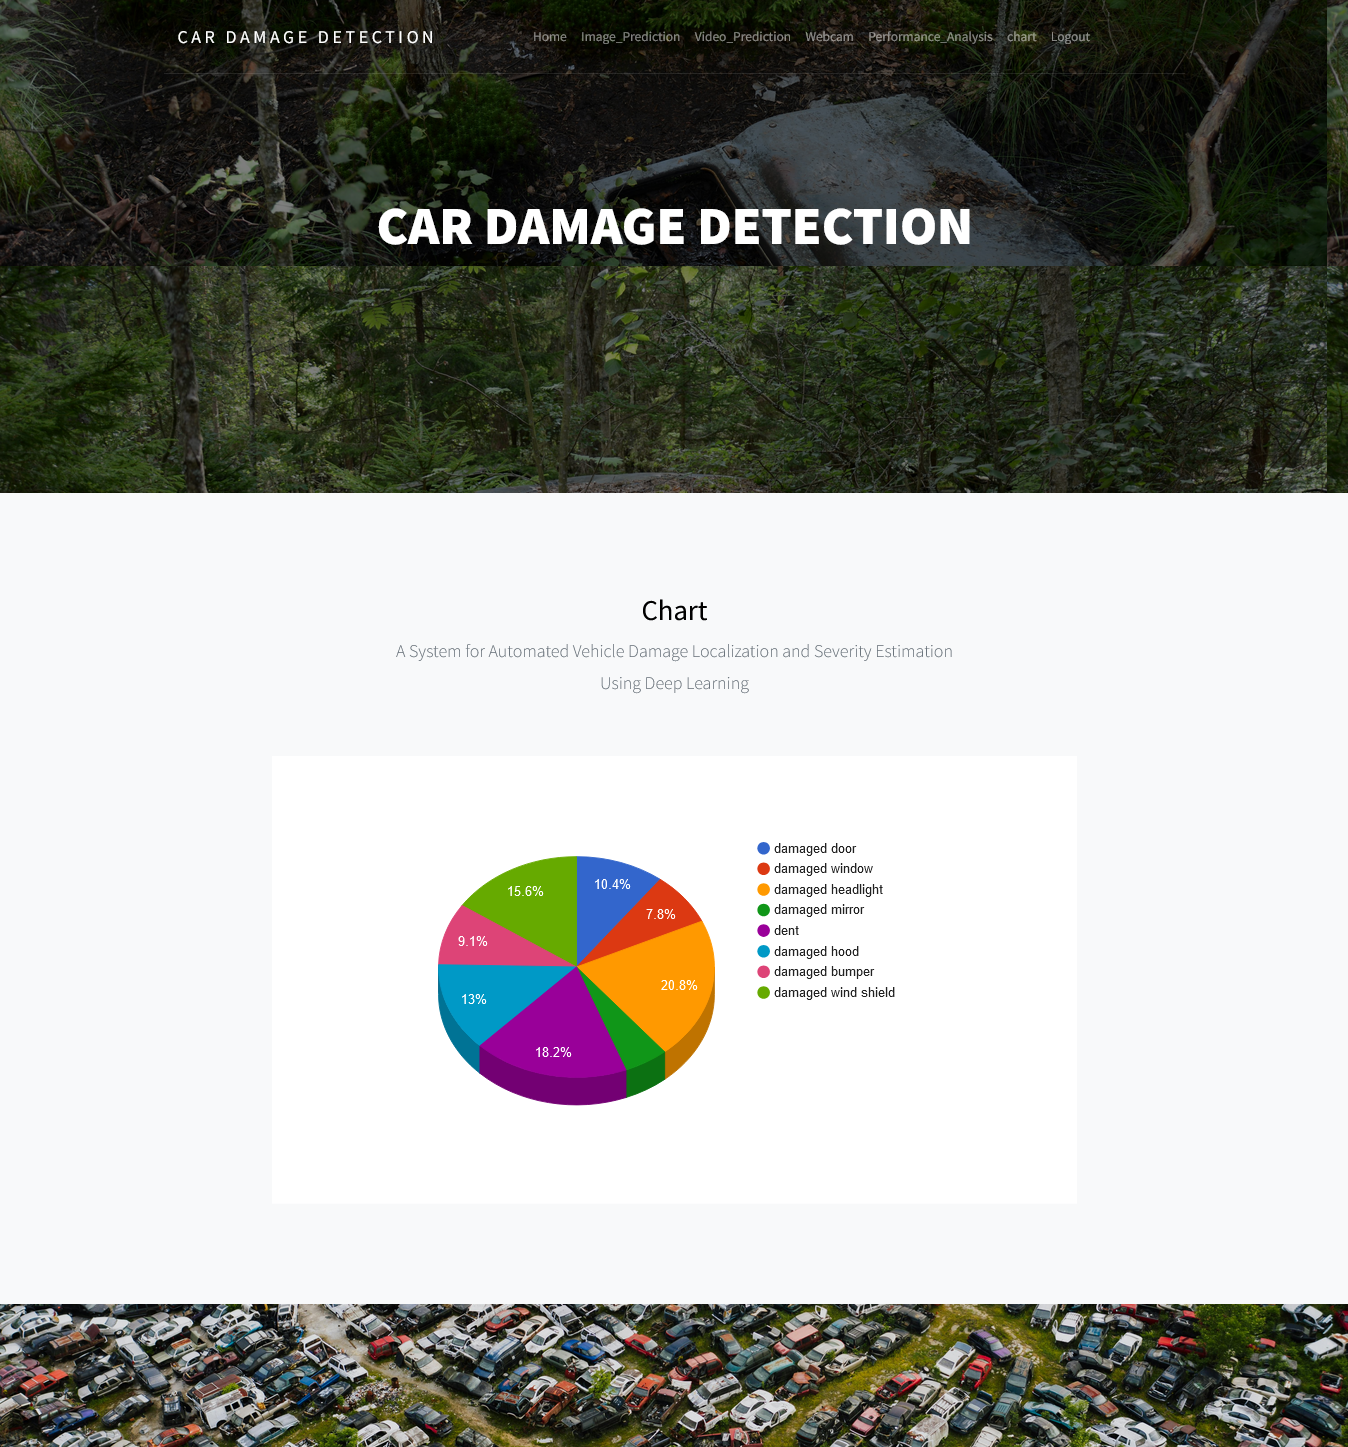 CAR DAMAGE DETECTION
Home Image_Prediction Video_Prediction Webcam Performance_Analysis chart Logout
CAR DAMAGE DETECTION
Chart
A System for Automated Vehicle Damage Localization and Severity Estimation
Using Deep Learning
damaged door
damaged window
damaged headlight
damaged mirror
dent
damaged hood
damaged bumper
damaged wind shield
10.4%
7.8%
20.8%
18.2%
13%
9.1%
15.6%